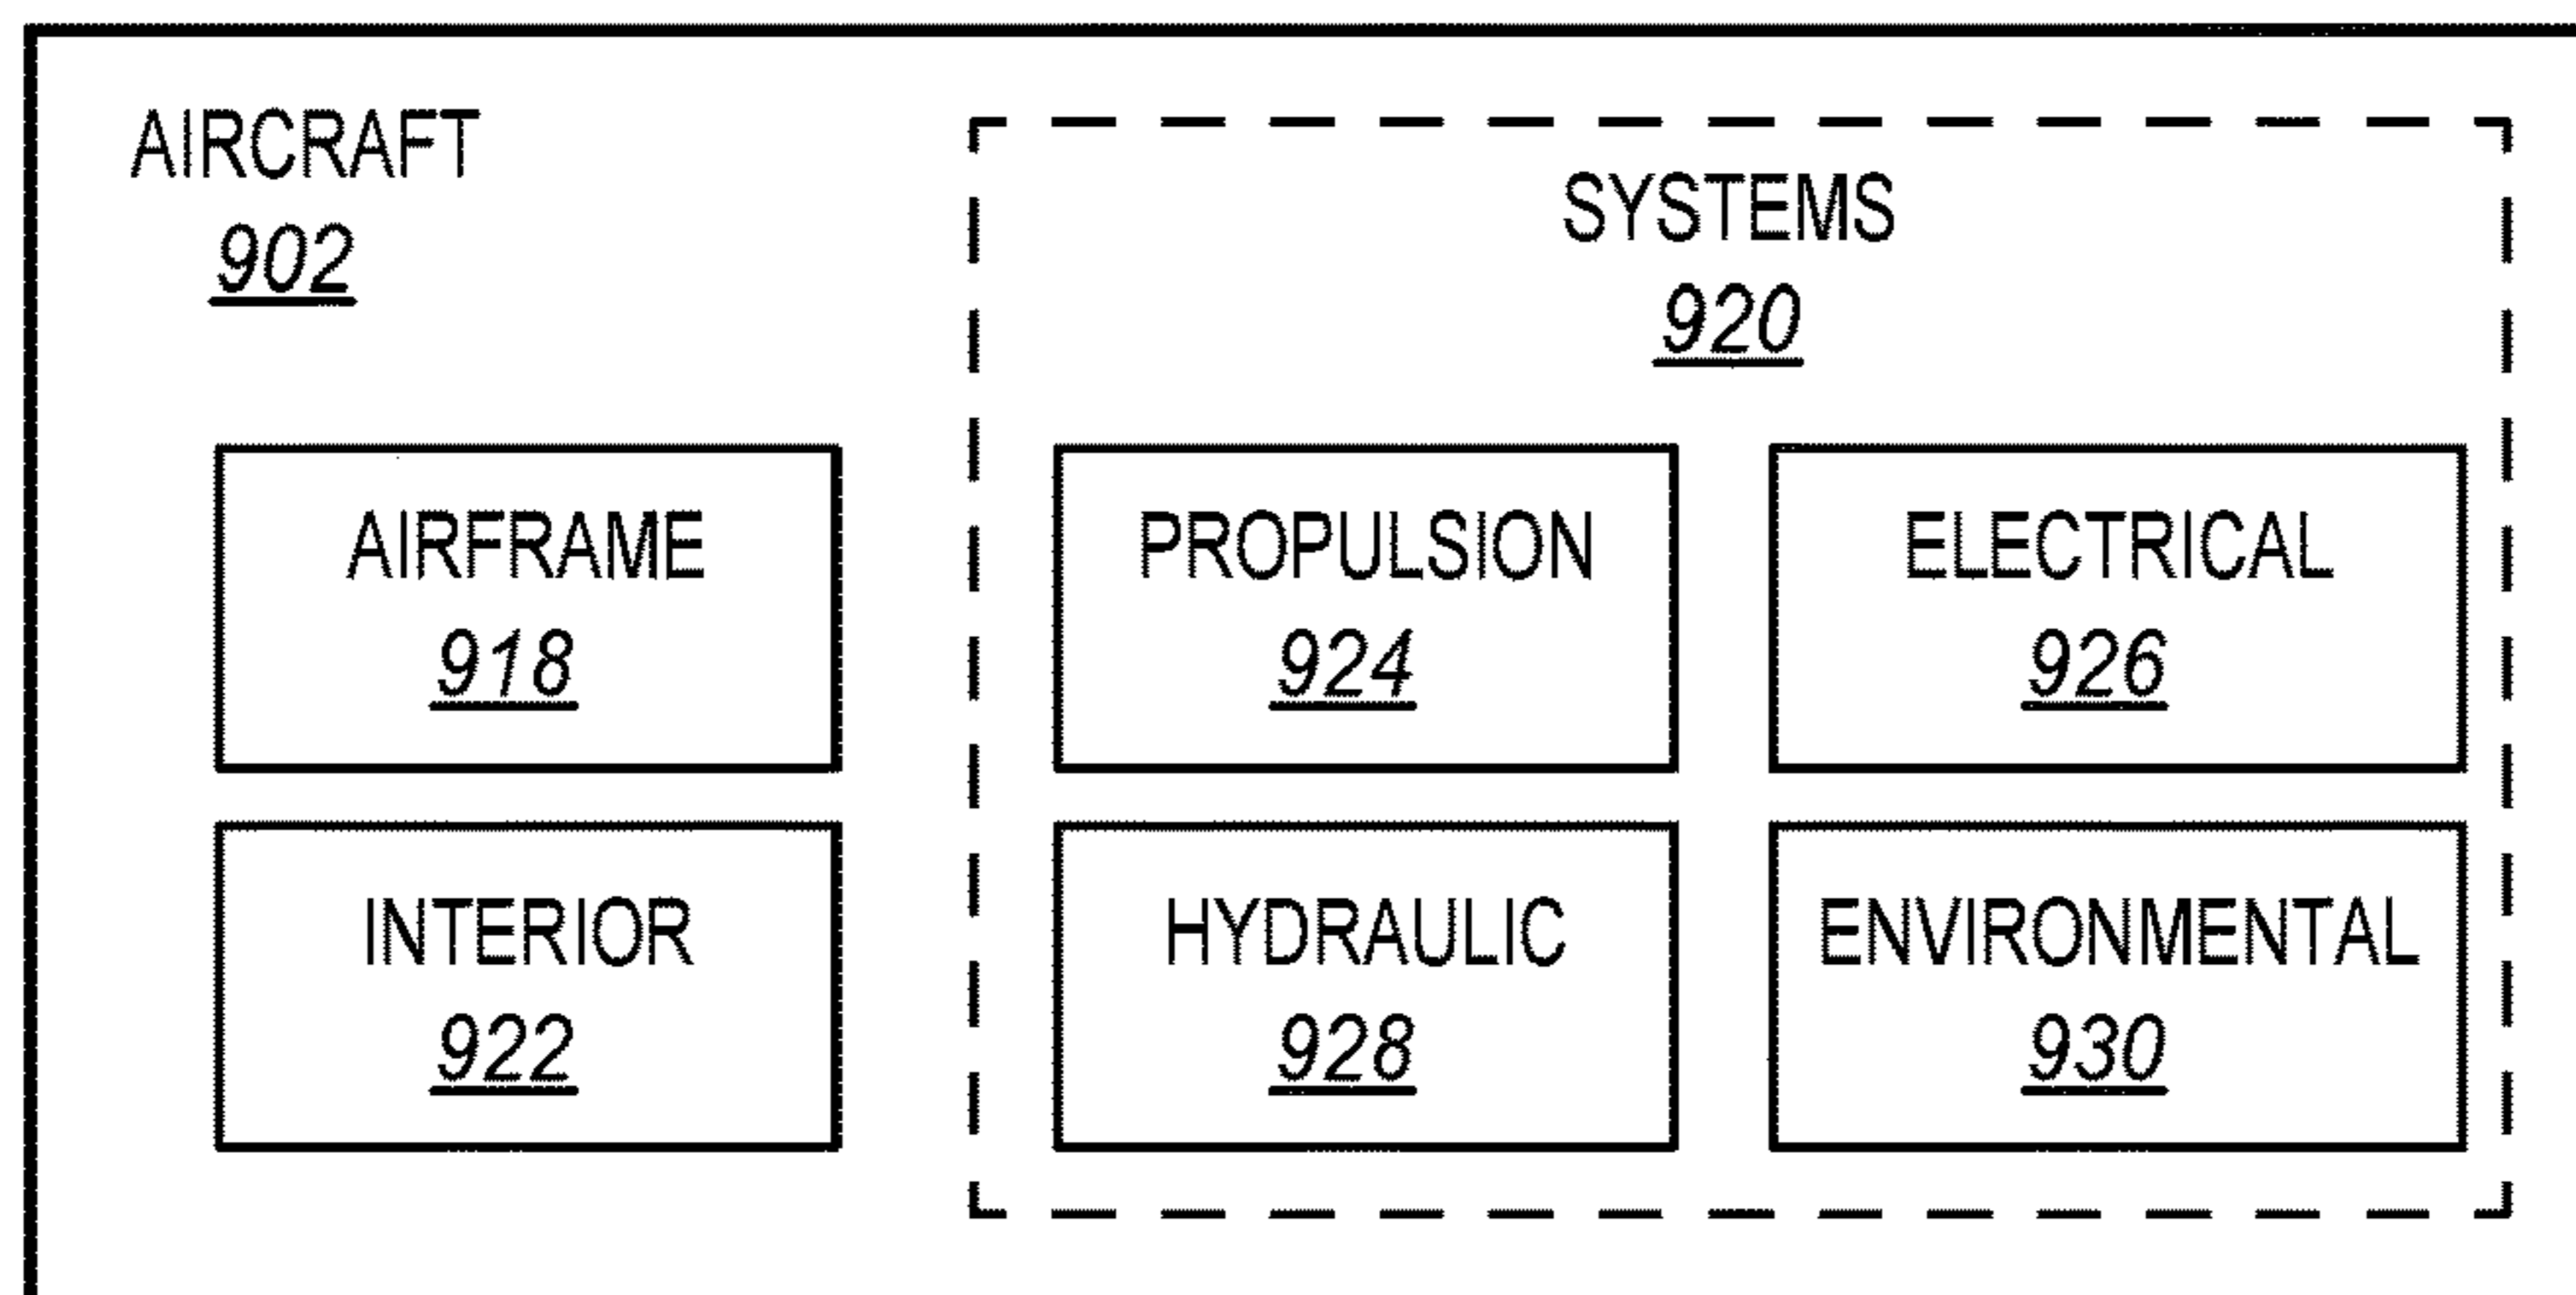 AIRCRAFT
902
SYSTEMS
920
AIRFRAME
918
PROPULSION
924
ELECTRICAL
926
INTERIOR
922
HYDRAULIC
928
ENVIRONMENTAL
930